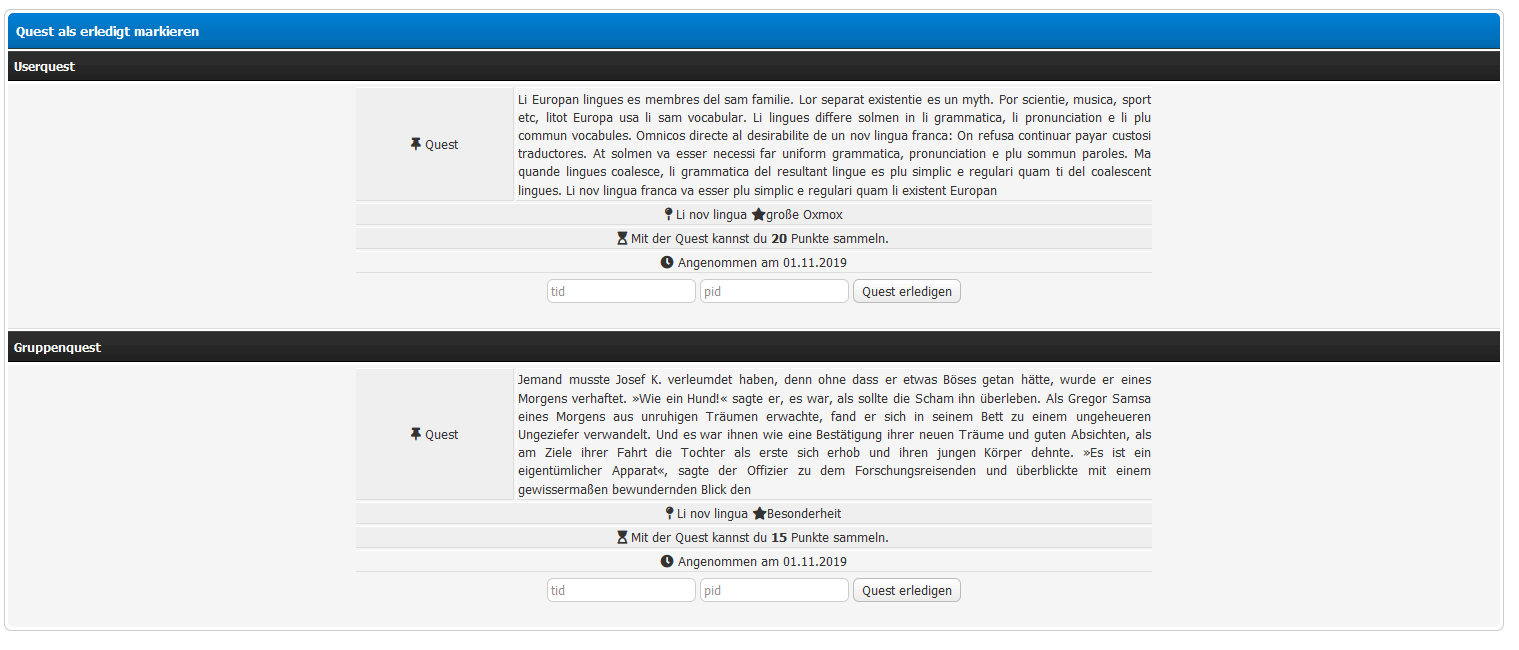 Quest als erledigt markieren
Userquest
Li Europan lingues es membres del sam familie. Lor separat existentie es un myth. Por scientie, musica, sport
etc, litot Europa usa li sam vocabular. Li lingues differe solmen in li grammatica, li pronunciation e li plu
commun vocabules. Omnicos directe al desirabilite de un nov lingua franca: On refusa continuar payar custosi
traductores. At solmen va esser necessi far uniform grammatica, pronunciation e plu sommun paroles. Ma
quande lingues coalesce, li grammatica del resultant lingue es plu simplic e regulari quam ti del coalescent
lingues. Li nov lingua franca va esser plu simplic e regulari quam li existent Europan
Quest
Li nov lingua große Oxmox
Mit der Quest kannst du 20 Punkte sammeln.
Angenommen am 01.11.2019
tid pid Quest erledigen
Gruppenquest
Jemand musste Josef K. verleumdet haben, denn ohne dass er etwas Böses getan hätte, wurde er eines
Morgens verhaftet. »Wie ein Hund!« sagte er, es war, als sollte die Scham ihn überleben. Als Gregor Samsa
eines Morgens aus unruhigen Träumen erwachte, fand er sich in seinem Bett zu einem ungeheueren
Ungeziefer verwandelt. Und es war ihnen wie eine Bestätigung ihrer neuen Träume und guten Absichten, als
am Ziele ihrer Fahrt die Tochter als erste sich erhob und ihren jungen Körper dehnte. »Es ist ein
eigentümlicher Apparat«, sagte der Offizier zu dem Forschungsreisenden und überblickte mit einem
gewissermaßen bewundernden Blick den
Quest
Li nov lingua Besonderheit
Mit der Quest kannst du 15 Punkte sammeln.
Angenommen am 01.11.2019
tid pid Quest erledigen